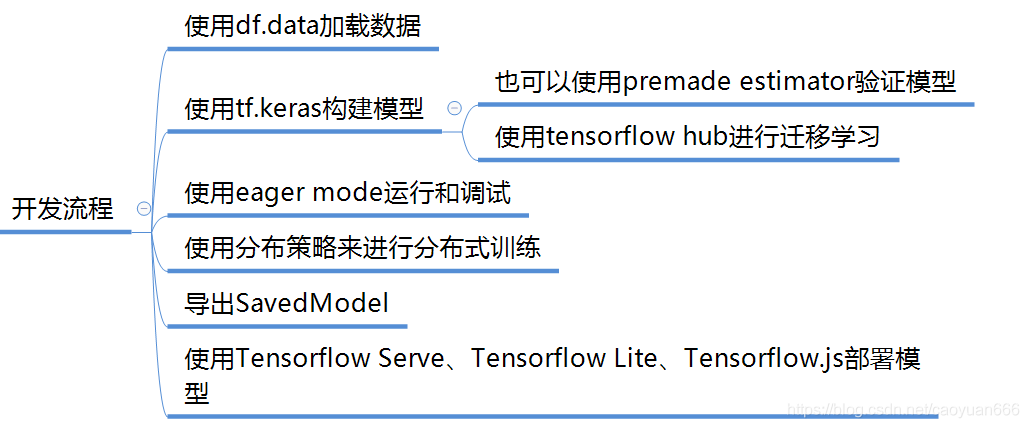 使用df.data加载数据
也可以使用premade estimator验证模型
使用tf.keras构建模型
使用tensorflow hub进行迁移学习
开发流程
使用eager mode运行和调试
使用分布策略来进行分布式训练
导出SavedModel
使用Tensorflow Serve、Tensorflow Lite、Tensorflow.js部署模
型
https://blog.csdn.net/caoyuan666